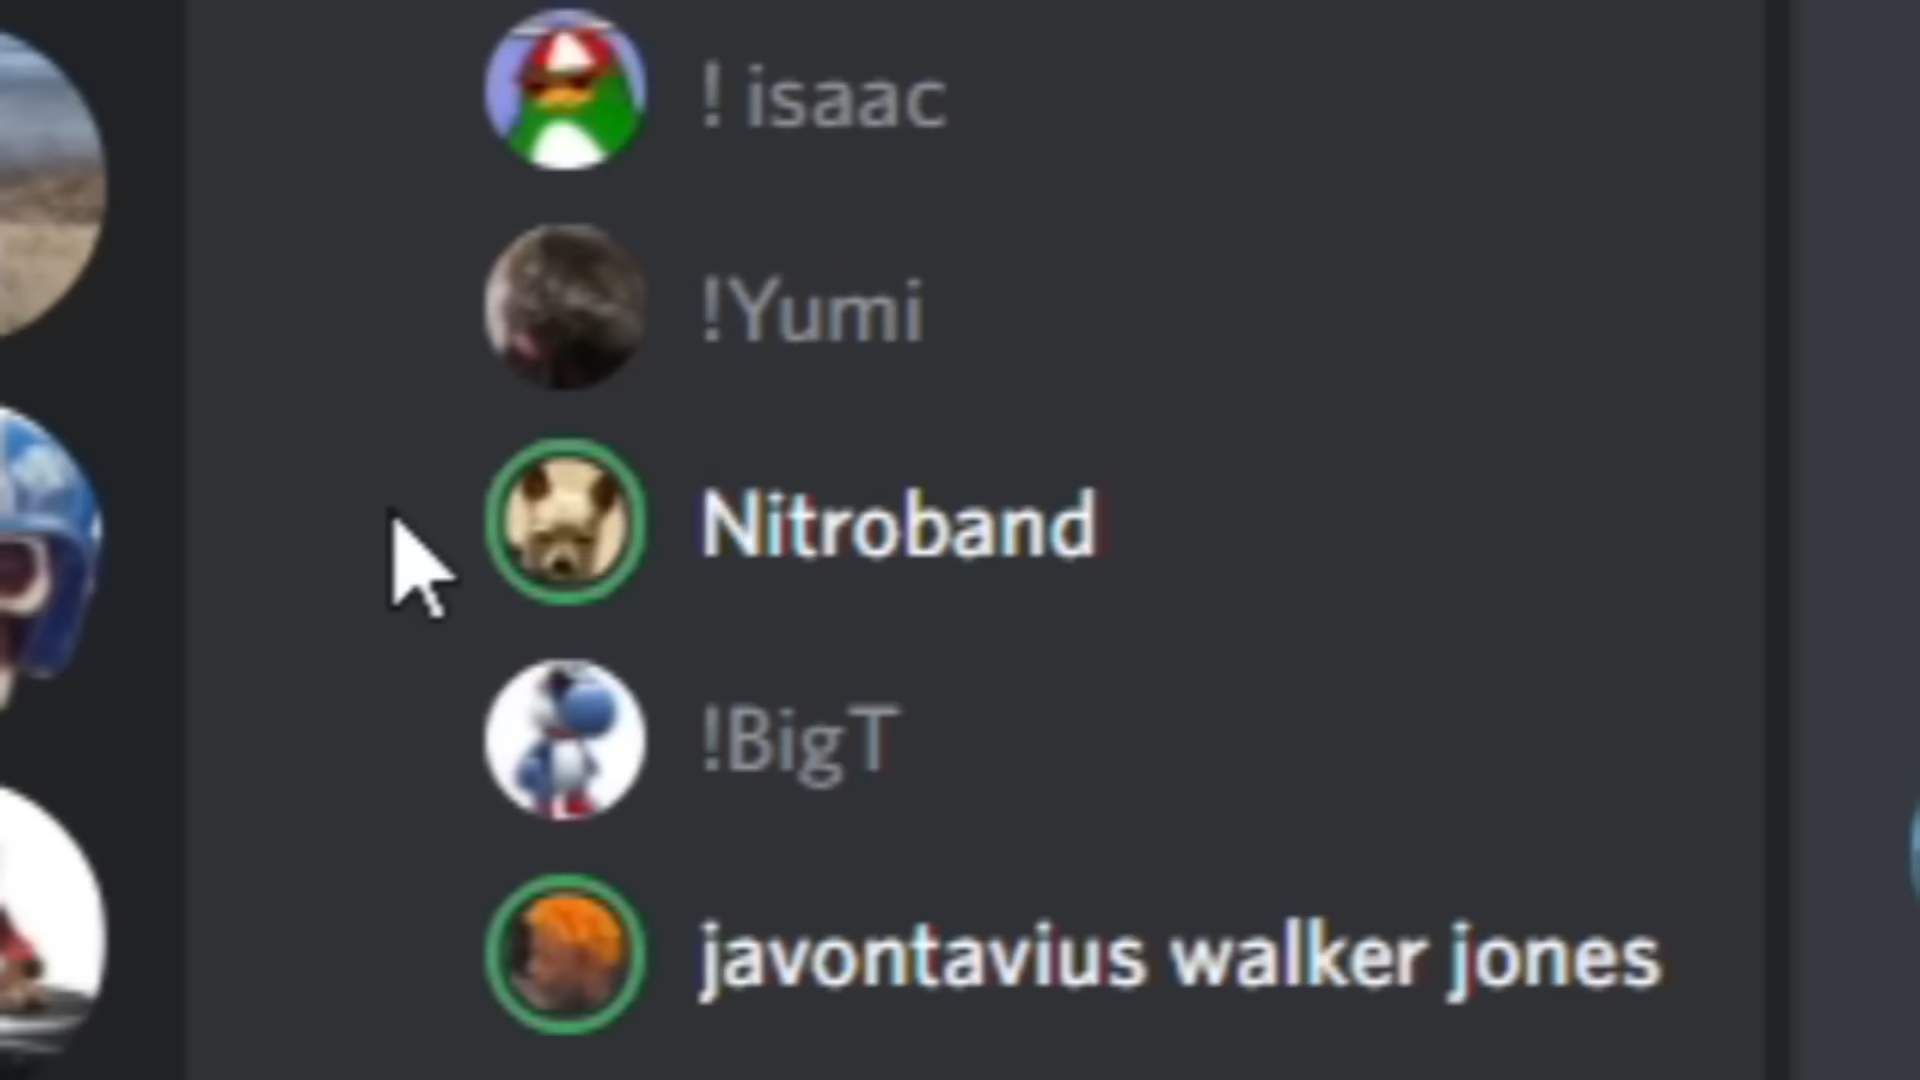 ! isaac
!Yumi
Nitroband
!BigT
javontavius walker jones